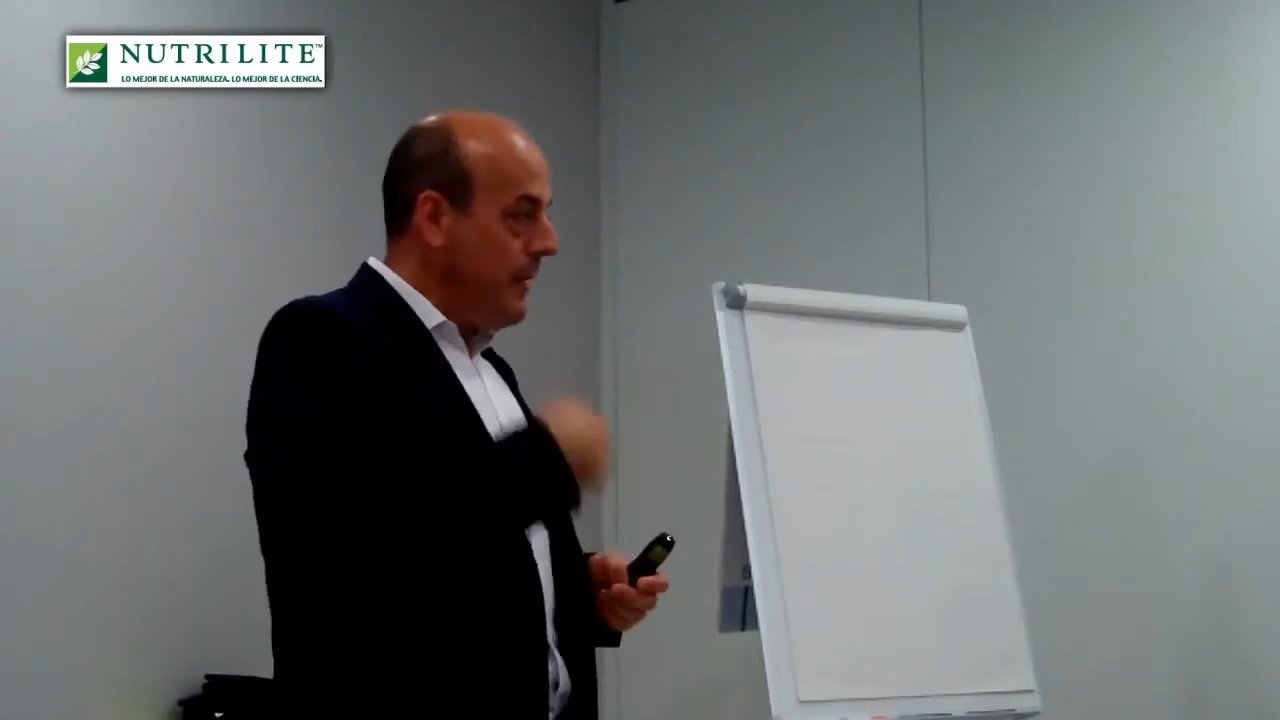 NUTRILITE™
LO MEJOR DE LA NATURALEZA. LO MEJOR DE LA CIENCIA.